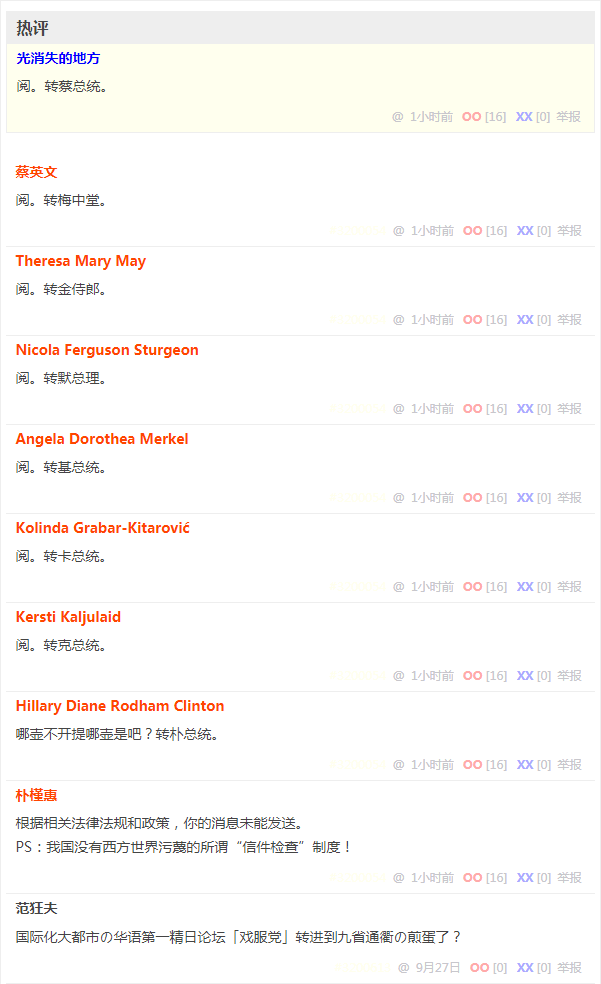 热评
光消失的地方
阅。转蔡总统。
@ 1小时前 OO [16] XX [0] 举报
蔡英文
阅。转梅中堂。
@ 1小时前 OO [16] XX [0] 举报
Theresa Mary May
阅。转金侍郎。
@ 1小时前 OO [16] XX [0] 举报
Nicola Ferguson Sturgeon
阅。转默总理。
@ 1小时前 OO [16] XX [0] 举报
Angela Dorothea Merkel
阅。转基总统。
@ 1小时前 OO [16] XX [0] 举报
Kolinda Grabar-Kitarović
阅。转卡总统。
@ 1小时前 OO [16] XX [0] 举报
Kersti Kaljulaid
阅。转克总统。
@ 1小时前 OO [16] XX [0] 举报
Hillary Diane Rodham Clinton
哪壶不开提哪壶是吧？转朴总统。
@ 1小时前 OO [16] XX [0] 举报
朴槿惠
根据相关法律法规和政策，你的消息未能发送。
PS：我国没有西方世界污蔑的所谓“信件检查”制度！
@ 1小时前 OO [16] XX [0] 举报
范狂夫
国际化大都市の华语第一精日论坛「戏服党」转进到九省通衢の煎蛋了？
@ 9月27日 OO [0] XX [0] 举报